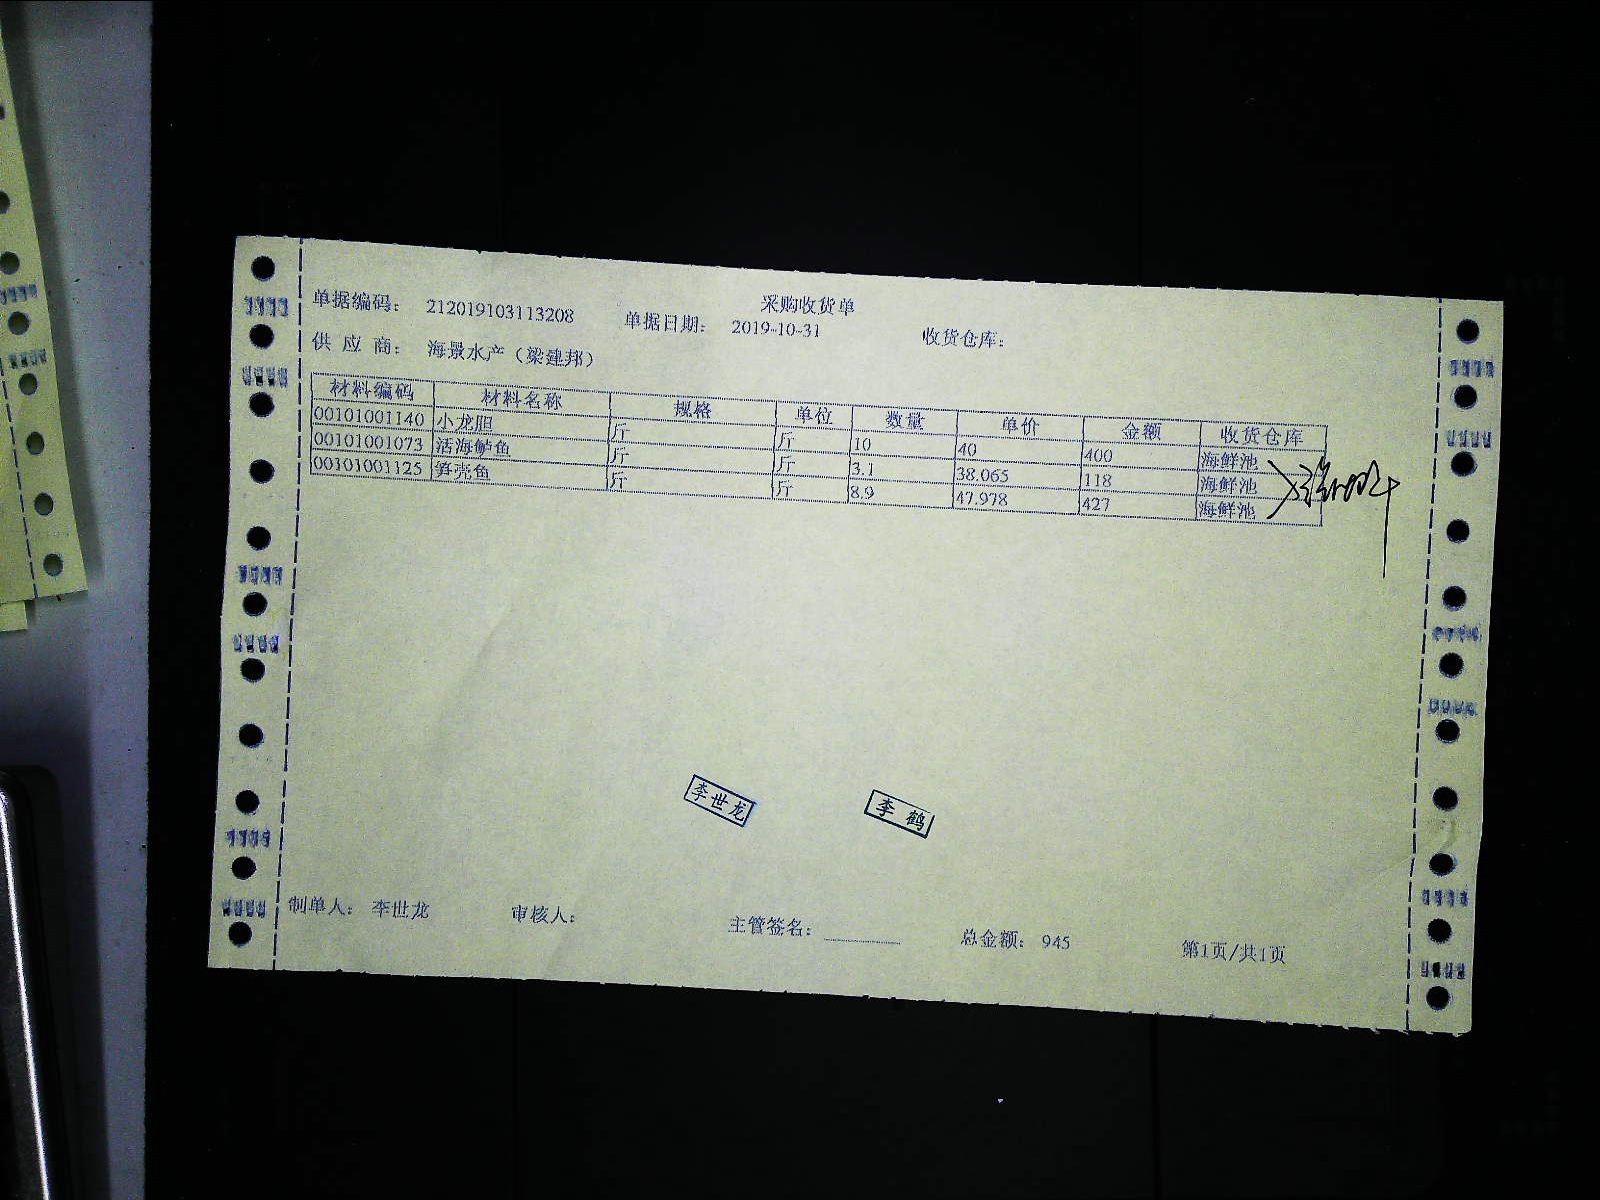 采购收货单
单据编码： 212019103113208 单据日期： 2019-10-31 收货仓库：
供 应 商： 海景水产（梁建邦）
材料编码 材料名称 规格 单位 数量 单价 金额 收货仓库
00101001140 小龙胆 斤 斤 10 40 400 海鲜池
00101001073 活海鲈鱼 斤 斤 3.1 38.065 118 海鲜池
00101001125 笋壳鱼 斤 斤 8.9 47.978 427 海鲜池
李世龙 李鹤
制单人： 李世龙 审核人： 主管签名： 总金额： 945 第1页/共1页